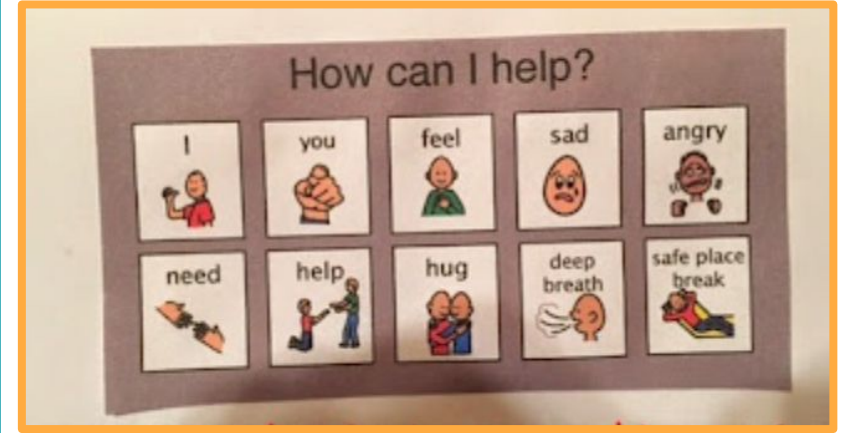 How can I help?
I you feel sad angry
need help hug deep breath safe place break